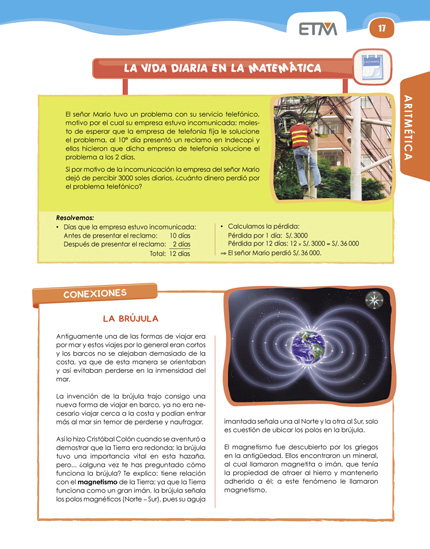 ETM
17
ARITMÉTICA
LA VIDA DIARIA EN LA MATEMÁTICA
El señor Mario tuvo un problema con su servicio telefónico,
motivo por el cual su empresa estuvo incomunicada; moles-
to de esperar que la empresa de telefonía fija le solucione
el problema, al 10º día presentó un reclamo en Indecopi y
ellos hicieron que dicha empresa de telefonía solucione el
problema a los 2 días.
Si por motivo de la incomunicación la empresa del señor Mario
dejó de percibir 3000 soles diarios, ¿cuánto dinero perdió por
el problema telefónico?
Resolvemos:
• Días que la empresa estuvo incomunicada:
Antes de presentar el reclamo: 10 días
Después de presentar el reclamo: 2 días
Total: 12 días
• Calculamos la pérdida:
Pérdida por 1 día: S/. 3000
Pérdida por 12 días: 12 x S/. 3000 = S/. 36 000
⇒ El señor Mario perdió S/. 36 000.
CONEXIONES
LA BRÚJULA
Antiguamente una de las formas de viajar era
por mar y estos viajes por lo general eran cortos
y los barcos no se alejaban demasiado de la
costa, ya que de esta manera se orientaban
y así evitaban perderse en la inmensidad del
mar.
La invención de la brújula trajo consigo una
nueva forma de viajar en barco, ya no era ne-
cesario viajar cerca a la costa y podían entrar
más al mar sin temor de perderse y naufragar.
Así lo hizo Cristóbal Colón cuando se aventuró a
demostrar que la Tierra era redonda; la brújula
tuvo una importancia vital en esta hazaña,
pero... ¿alguna vez te has preguntado cómo
funciona la brújula? Te explico: tiene relación
con el magnetismo de la Tierra; ya que la Tierra
funciona como un gran imán, la brújula señala
los polos magnéticos (Norte – Sur), pues su aguja
imantada señala una al Norte y la otra al Sur, solo
es cuestión de ubicar los polos en la brújula.
El magnetismo fue descubierto por los griegos
en la antigüedad. Ellos encontraron un mineral,
al cual llamaron magnetita o imán, que tenía
la propiedad de atraer al hierro y mantenerlo
adherido a él; a este fenómeno le llamaron
magnetismo.